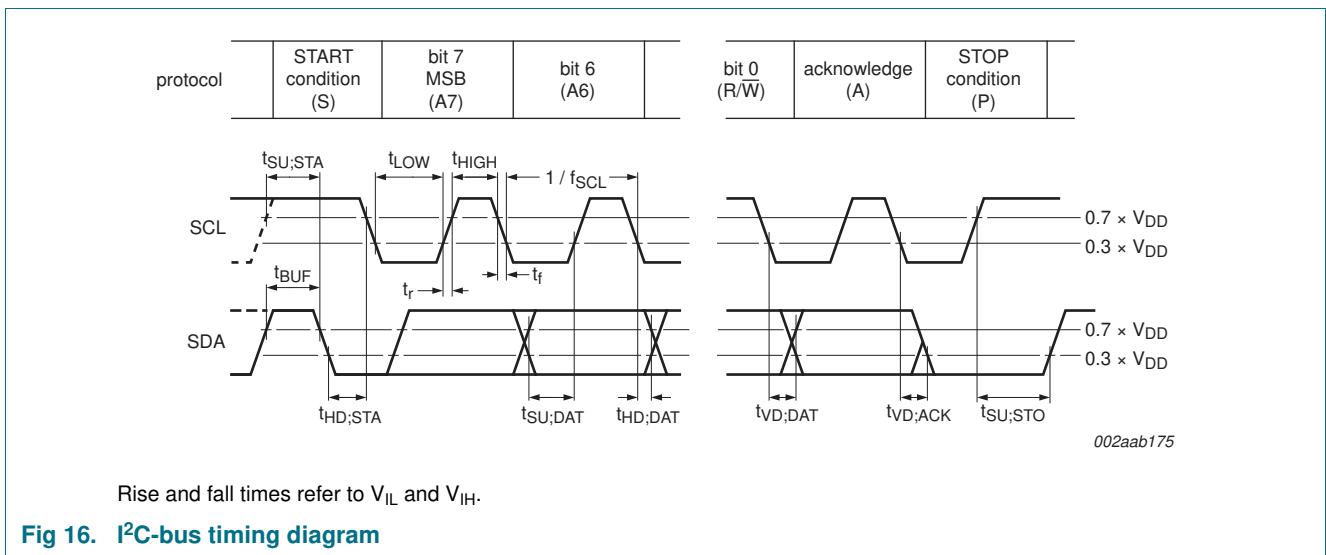 protocol
START
condition
(S)
bit 7
MSB
(A7)
bit 6
(A6)
bit 0
(R/W̅)
acknowledge
(A)
STOP
condition
(P)
tSU;STA
tLOW
tHIGH
1 / fSCL
SCL
0.7 × VDD
0.3 × VDD
tBUF
tr
tf
SDA
0.7 × VDD
0.3 × VDD
tHD;STA
tSU;DAT
tHD;DAT
tVD;DAT
tVD;ACK
tSU;STO
002aab175
Rise and fall times refer to VIL and VIH.
Fig 16. I²C-bus timing diagram